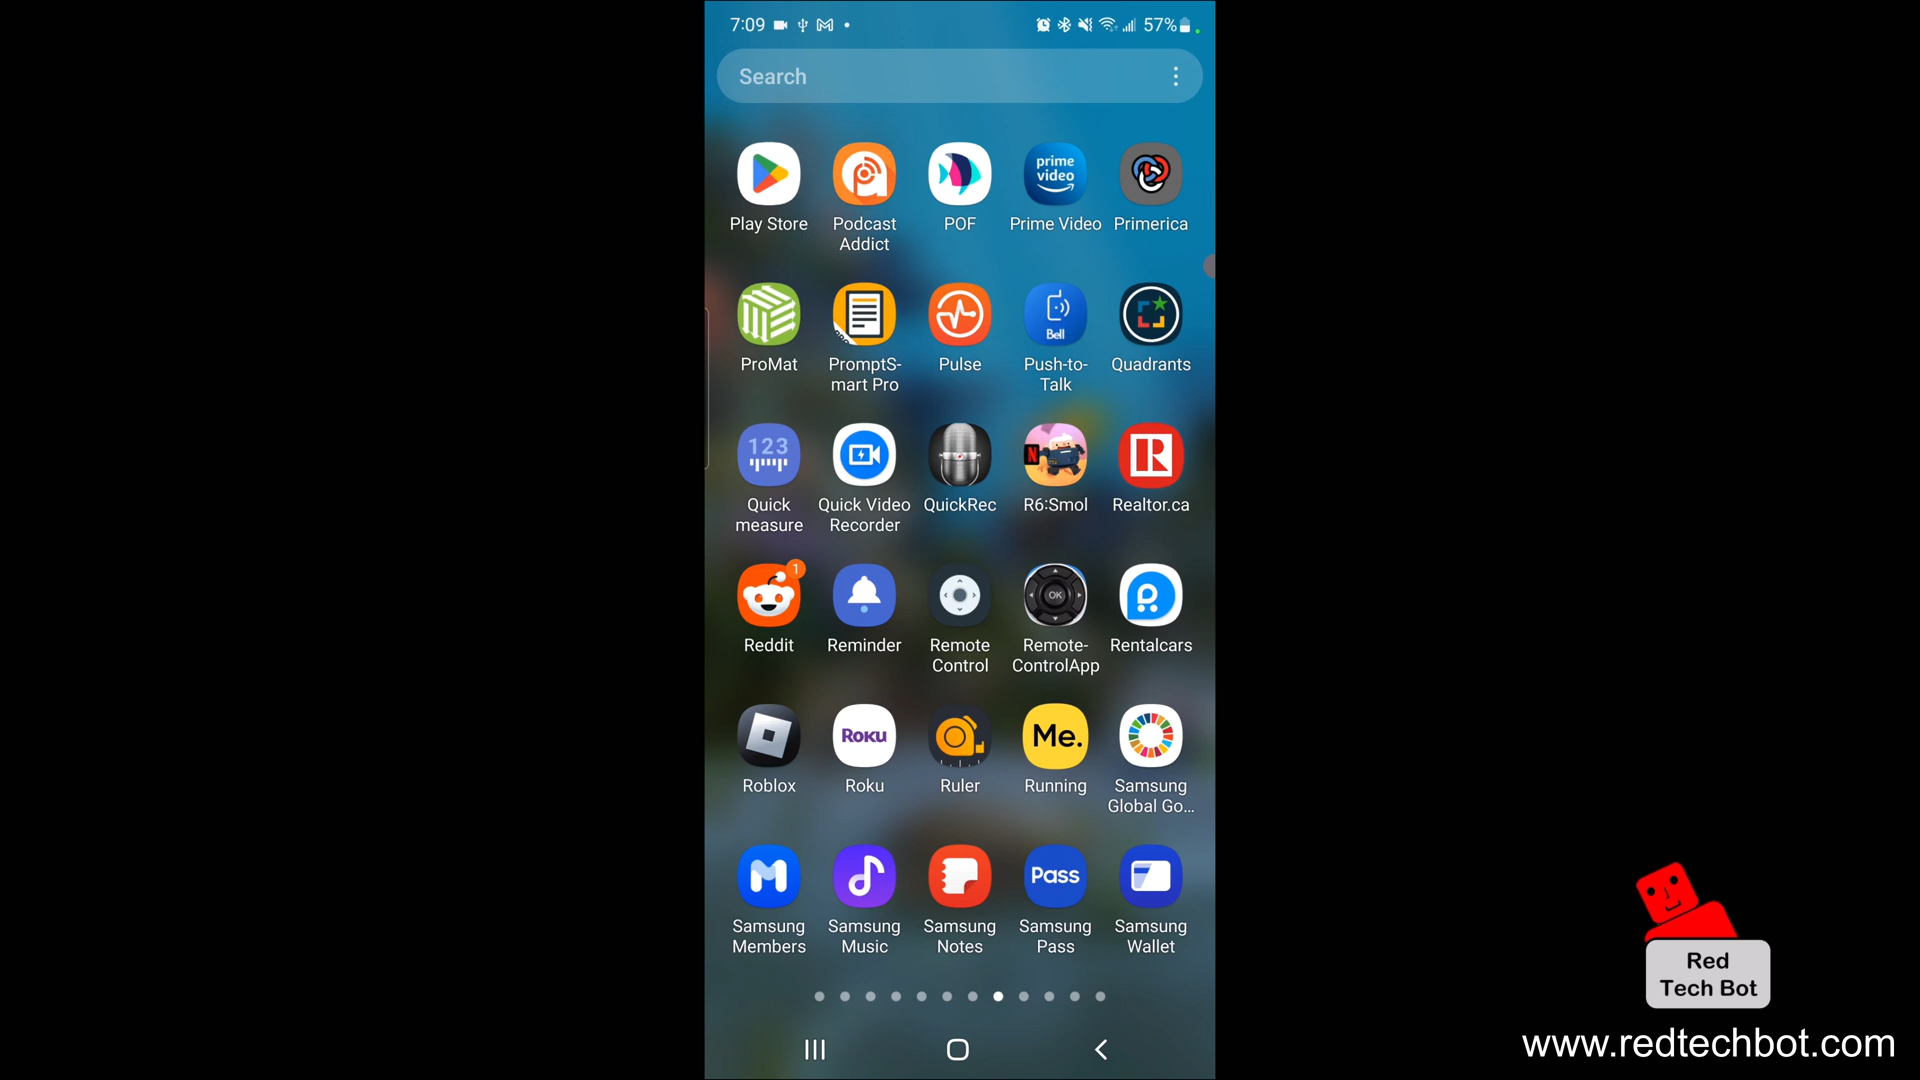 7:09
57%
Search
prime
video
Play Store
Podcast
Addict
POF
Prime Video
Primerica
Bell
ProMat
PromptS-
mart Pro
Pulse
Push-to-
Talk
Quadrants
123
N
R
Quick
measure
Quick Video
Recorder
QuickRec
R6:Smol
Realtor.ca
1
OK
Reddit
Reminder
Remote
Control
Remote-
ControlApp
Rentalcars
ROKU
Me.
Roblox
Roku
Ruler
Running
Samsung
Global Go...
Pass
Samsung
Members
Samsung
Music
Samsung
Notes
Samsung
Pass
Samsung
Wallet
Red
Tech Bot
www.redtechbot.com